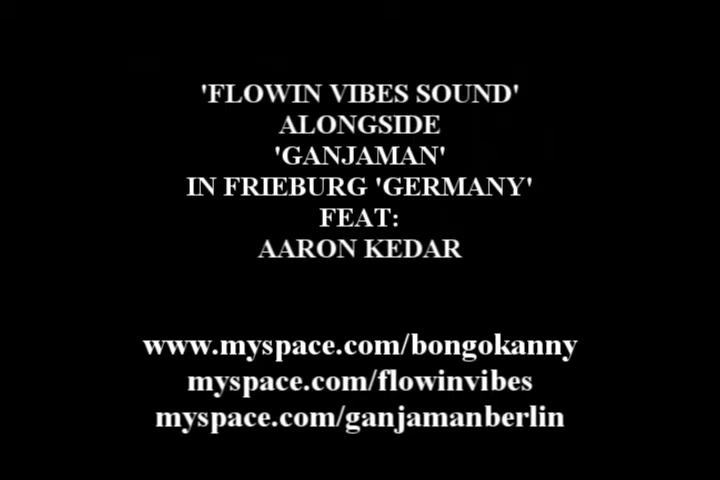 'FLOWIN VIBES SOUND'
ALONGSIDE
'GANJAMAN'
IN FRIEBURG 'GERMANY'
FEAT:
AARON KEDAR
www.myspace.com/bongokanny
myspace.com/flowinvibes
myspace.com/ganjamanberlin